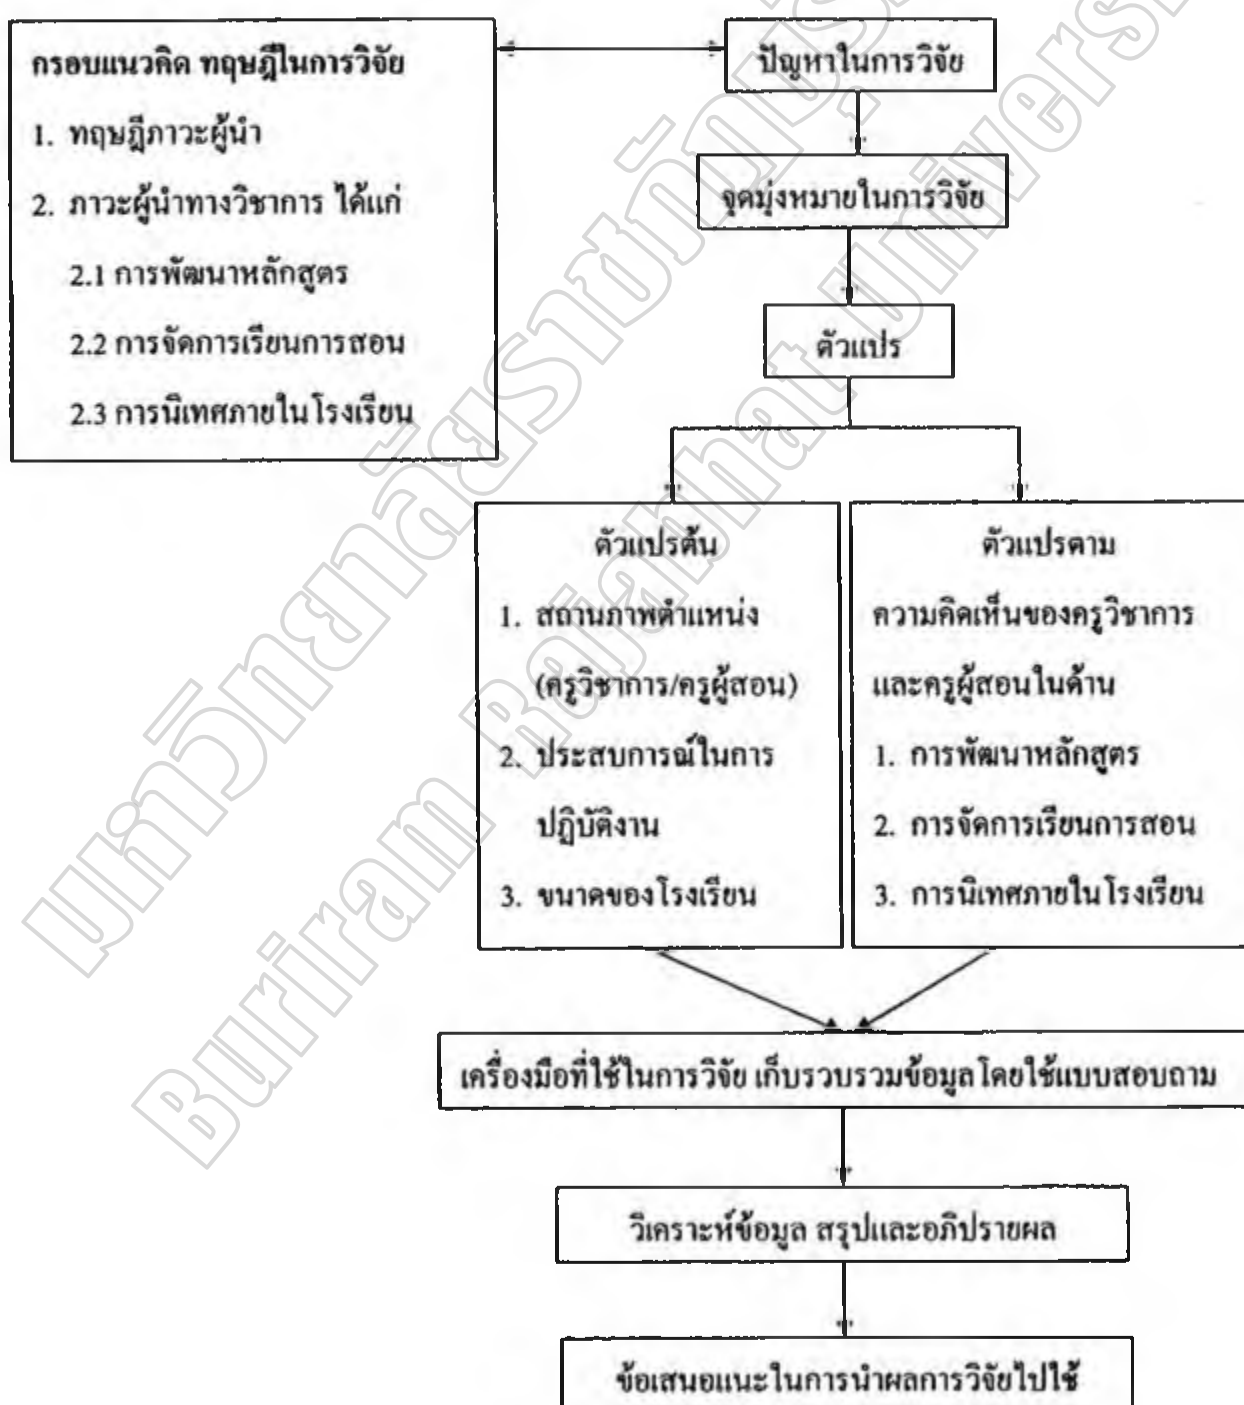 กรอบแนวคิด ทฤษฎีในการวิจัย
1. ทฤษฎีภาวะผู้นำ
2. ภาวะผู้นำทางวิชาการ ได้แก่
2.1 การพัฒนาหลักสูตร
2.2 การจัดการเรียนการสอน
2.3 การนิเทศภายในโรงเรียน
ปัญหาในการวิจัย
จุดมุ่งหมายในการวิจัย
ตัวแปร
ตัวแปรต้น
1. สถานภาพตำแหน่ง
(ครูวิชาการ/ครูผู้สอน)
2. ประสบการณ์ในการ
ปฏิบัติงาน
3. ขนาดของโรงเรียน
ตัวแปรตาม
ความคิดเห็นของครูวิชาการ
และครูผู้สอนในด้าน
1. การพัฒนาหลักสูตร
2. การจัดการเรียนการสอน
3. การนิเทศภายในโรงเรียน
เครื่องมือที่ใช้ในการวิจัย เก็บรวบรวมข้อมูลโดยใช้แบบสอบถาม
วิเคราะห์ข้อมูล สรุปและอภิปรายผล
ข้อเสนอแนะในการนำผลการวิจัยไปใช้
Buriram Rajabhat